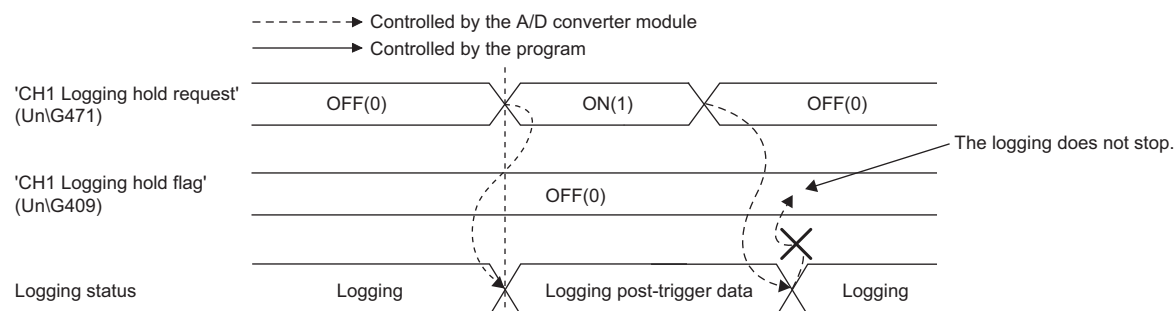 Controlled by the A/D converter module
Controlled by the program
'CH1 Logging hold request'
(Un\G471)
OFF(0)
ON(1)
OFF(0)
The logging does not stop.
'CH1 Logging hold flag'
(Un\G409)
OFF(0)
Logging status
Logging
Logging post-trigger data
Logging